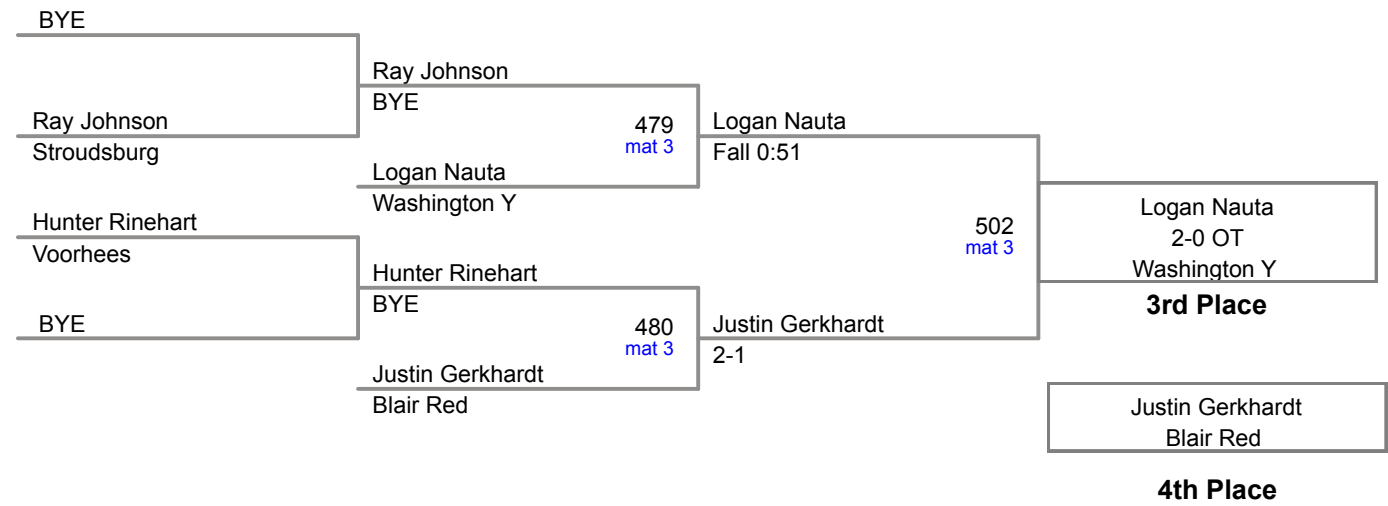 BYE
Ray Johnson
Stroudsburg
Hunter Rinehart
Voorhees
BYE
Ray Johnson
BYE
479
mat 3
Logan Nauta
Washington Y
Hunter Rinehart
BYE
480
mat 3
Justin Gerkhardt
Blair Red
Logan Nauta
Fall 0:51
502
mat 3
Justin Gerkhardt
2-1
Logan Nauta
2-0 OT
Washington Y
3rd Place
Justin Gerkhardt
Blair Red
4th Place